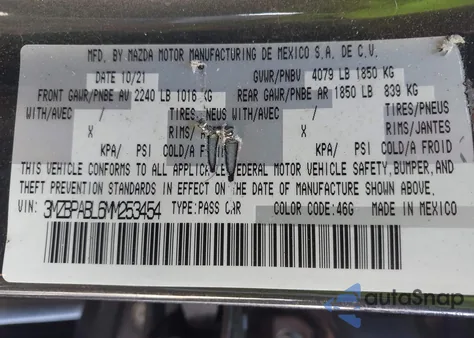 MFD. BY MAZDA MOTOR MANUFACTURING DE MEXICO S.A. DE C.V.
DATE 10/21 GVWR/PNBV 4079 LB 1850 KG
FRONT GAWR/PNBE AV 2240 LB 1016 KG REAR GAWR/PNBE AR 1850 LB 839 KG
WITH/AVEC / TIRES/PNEUS WITH/AVEC / TIRES/PNEUS
X RIMS/ X RIMS/JANTES
KPA/ PSI COLD/A FROID KPA/ PSI COLD/A FROID
THIS VEHICLE CONFORMS TO ALL APPLICABLE FEDERAL MOTOR VEHICLE SAFETY, BUMPER, AND
THEFT PREVENTION STANDARDS IN EFFECT ON THE DATE OF MANUFACTURE SHOWN ABOVE.
VIN: 3MZBPABL6MM253454 TYPE:PASS CAR COLOR CODE:46G MADE IN MEXICO
autoSnap